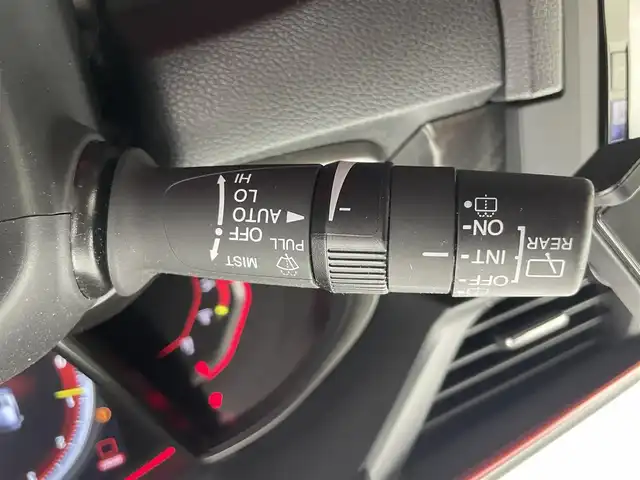 MIST
PULL
OFF
AUTO
LO
HI
REAR
ON
INT
OFF